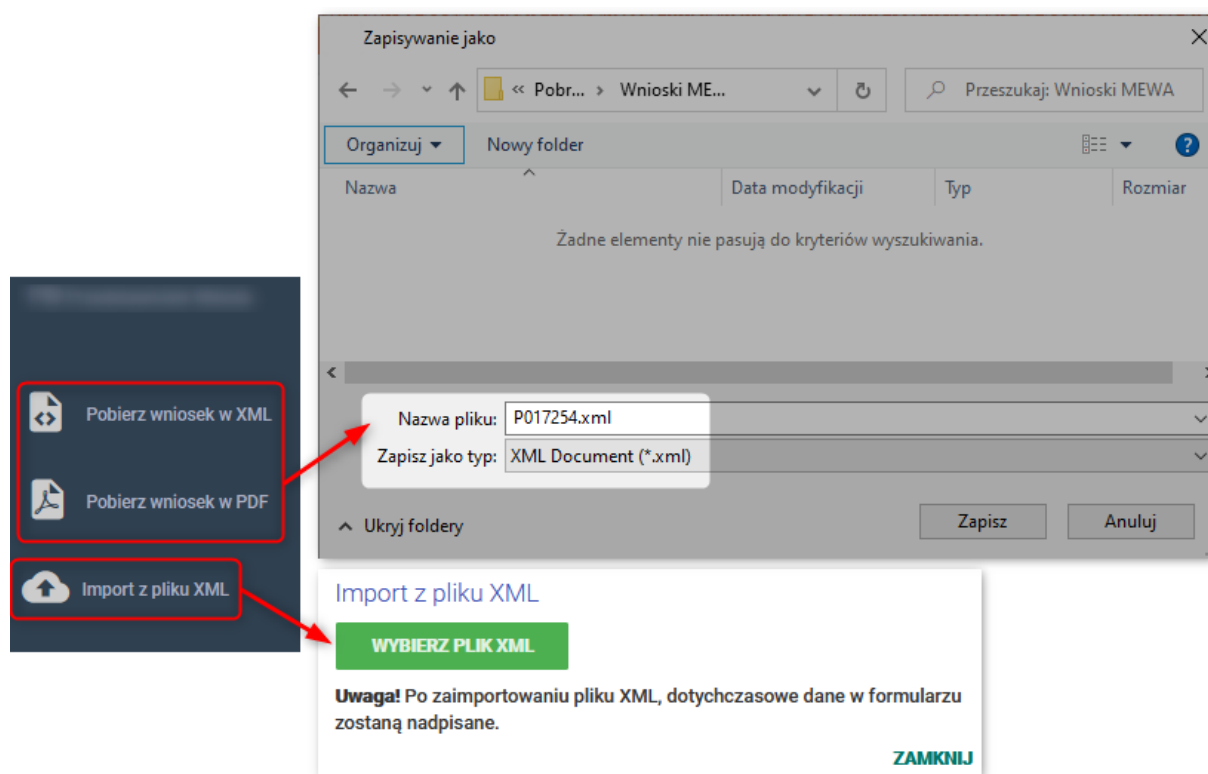 Zapisywanie jako
« Pobr... › Wnioski ME...
Przeszukaj: Wnioski MEWA
Organizuj
Nowy folder
Nazwa
Data modyfikacji
Typ
Rozmiar
Żadne elementy nie pasują do kryteriów wyszukiwania.
Nazwa pliku: P017254.xml
Zapisz jako typ: XML Document (*.xml)
Ukryj foldery
Zapisz
Anuluj
Pobierz wniosek w XML
Pobierz wniosek w PDF
Import z pliku XML
Import z pliku XML
WYBIERZ PLIK XML
Uwaga! Po zaimportowaniu pliku XML, dotychczasowe dane w formularzu
zostaną nadpisane.
ZAMKNIJ